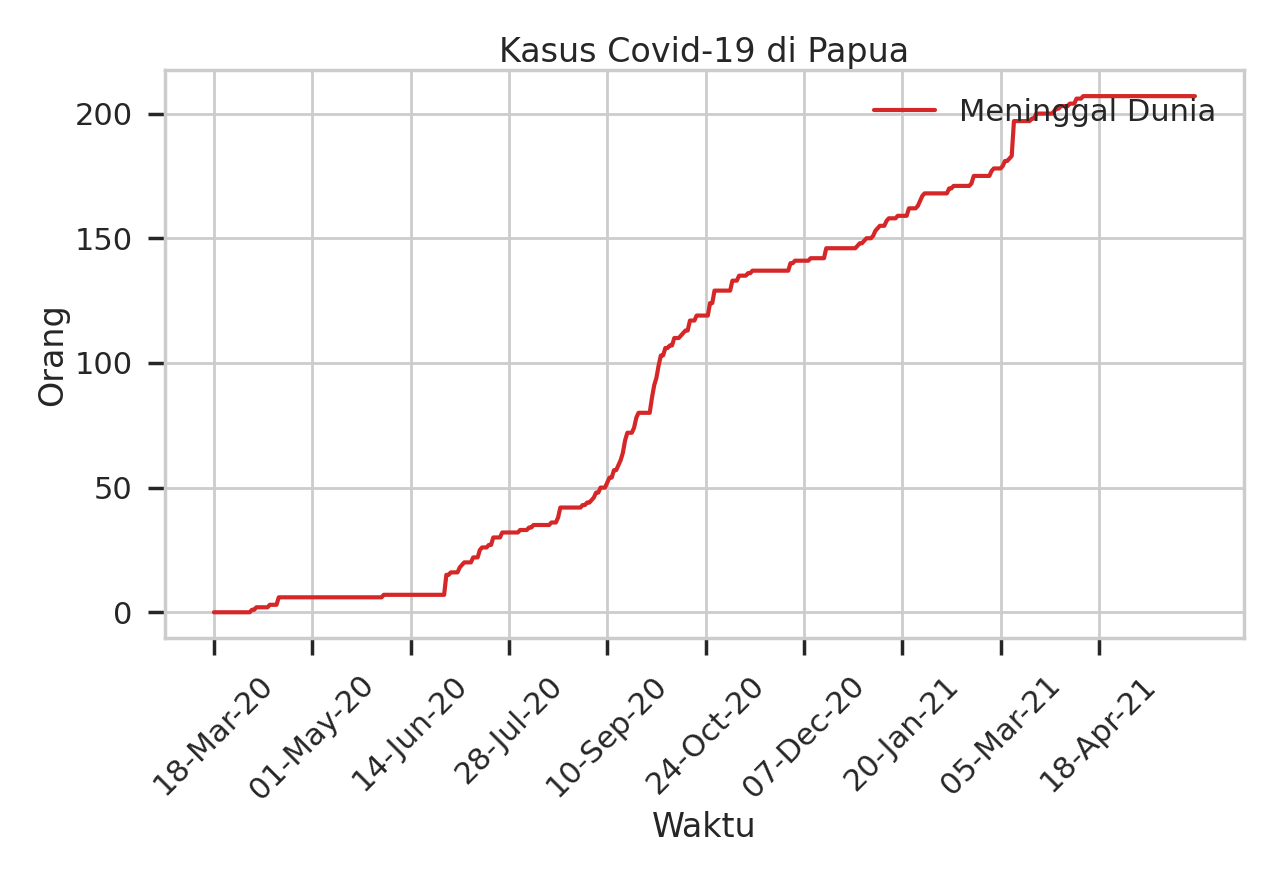 Kasus Covid-19 di Papua
Meninggal Dunia
200
150
100
50
0
Orang
18-Mar-20
01-May-20
14-Jun-20
28-Jul-20
10-Sep-20
24-Oct-20
07-Dec-20
20-Jan-21
05-Mar-21
18-Apr-21
Waktu